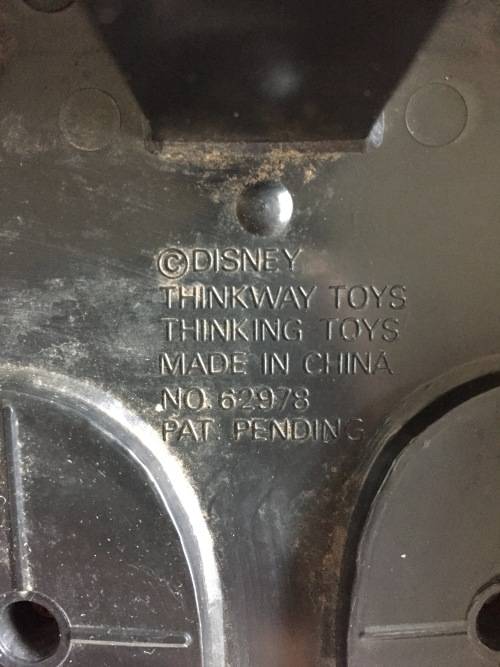 ©DISNEY
THINKWAY TOYS
THINKING TOYS
MADE IN CHINA
NO. 62978
PAT. PENDING